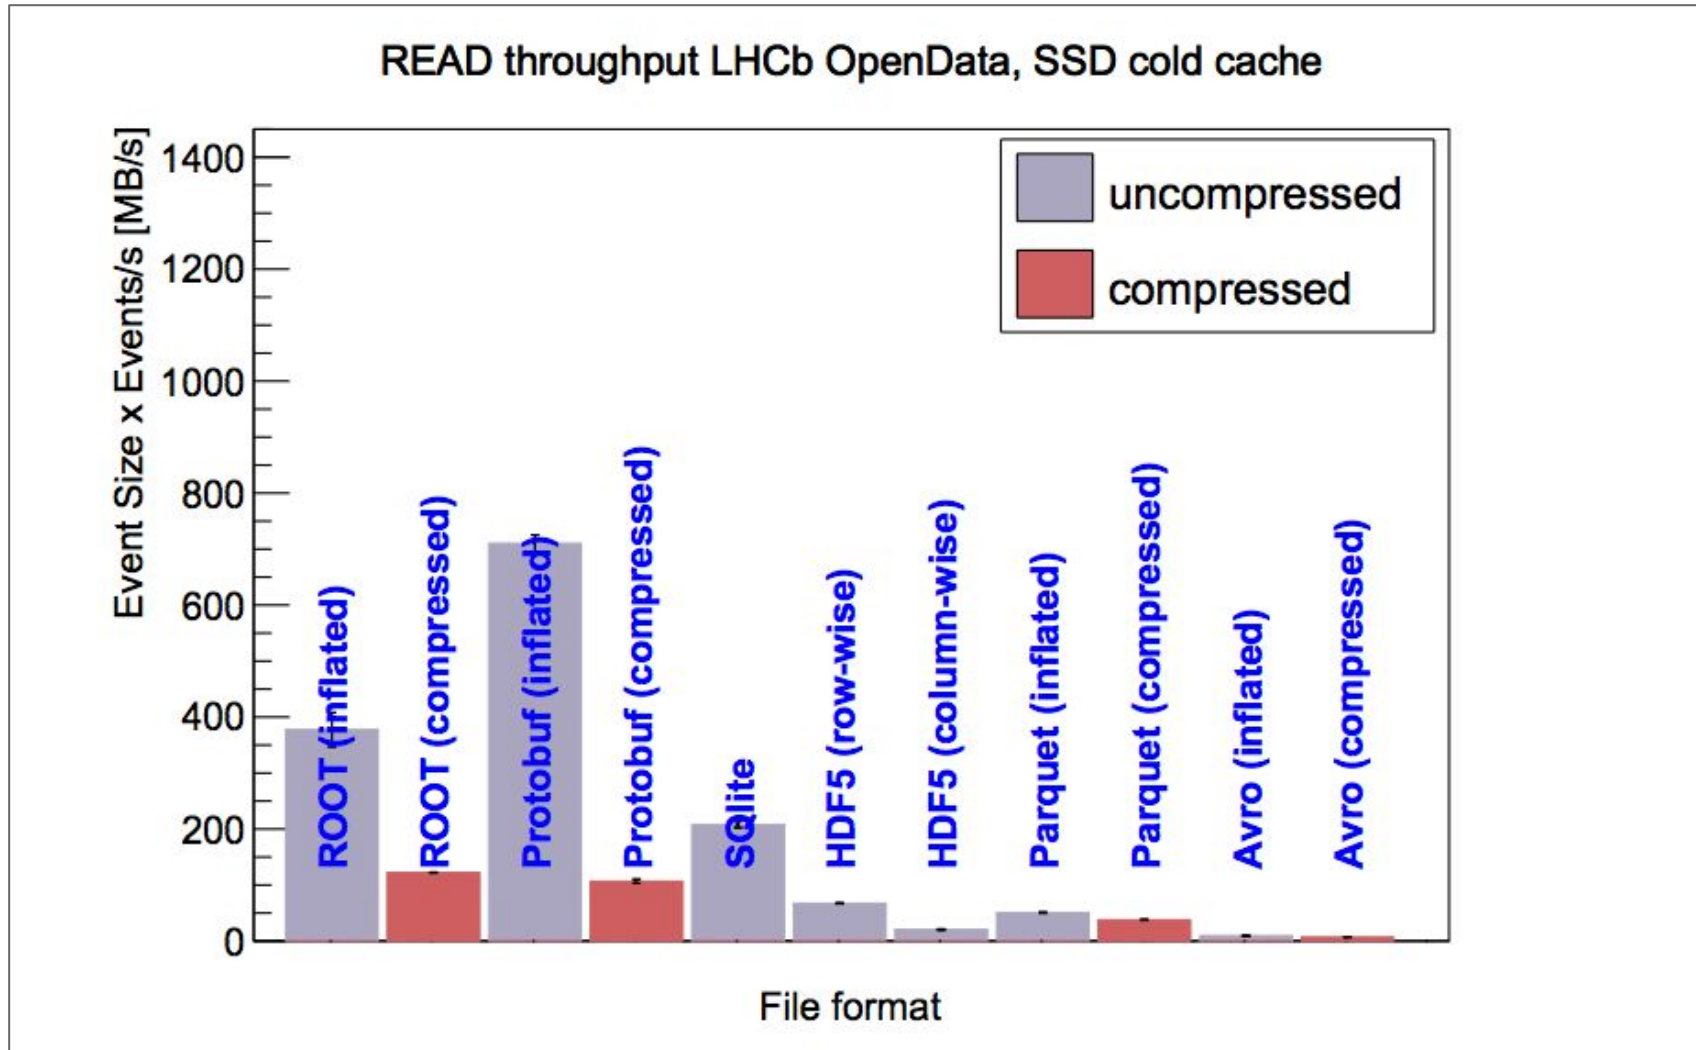 READ throughput LHCb OpenData, SSD cold cache
Event Size x Events/s [MB/s]
1400
1200
1000
800
600
400
200
0
uncompressed
compressed
ROOT (inflated)
ROOT (compressed)
Protobuf (inflated)
Protobuf (compressed)
SQlite
HDF5 (row-wise)
HDF5 (column-wise)
Parquet (inflated)
Parquet (compressed)
Avro (inflated)
Avro (compressed)
File format